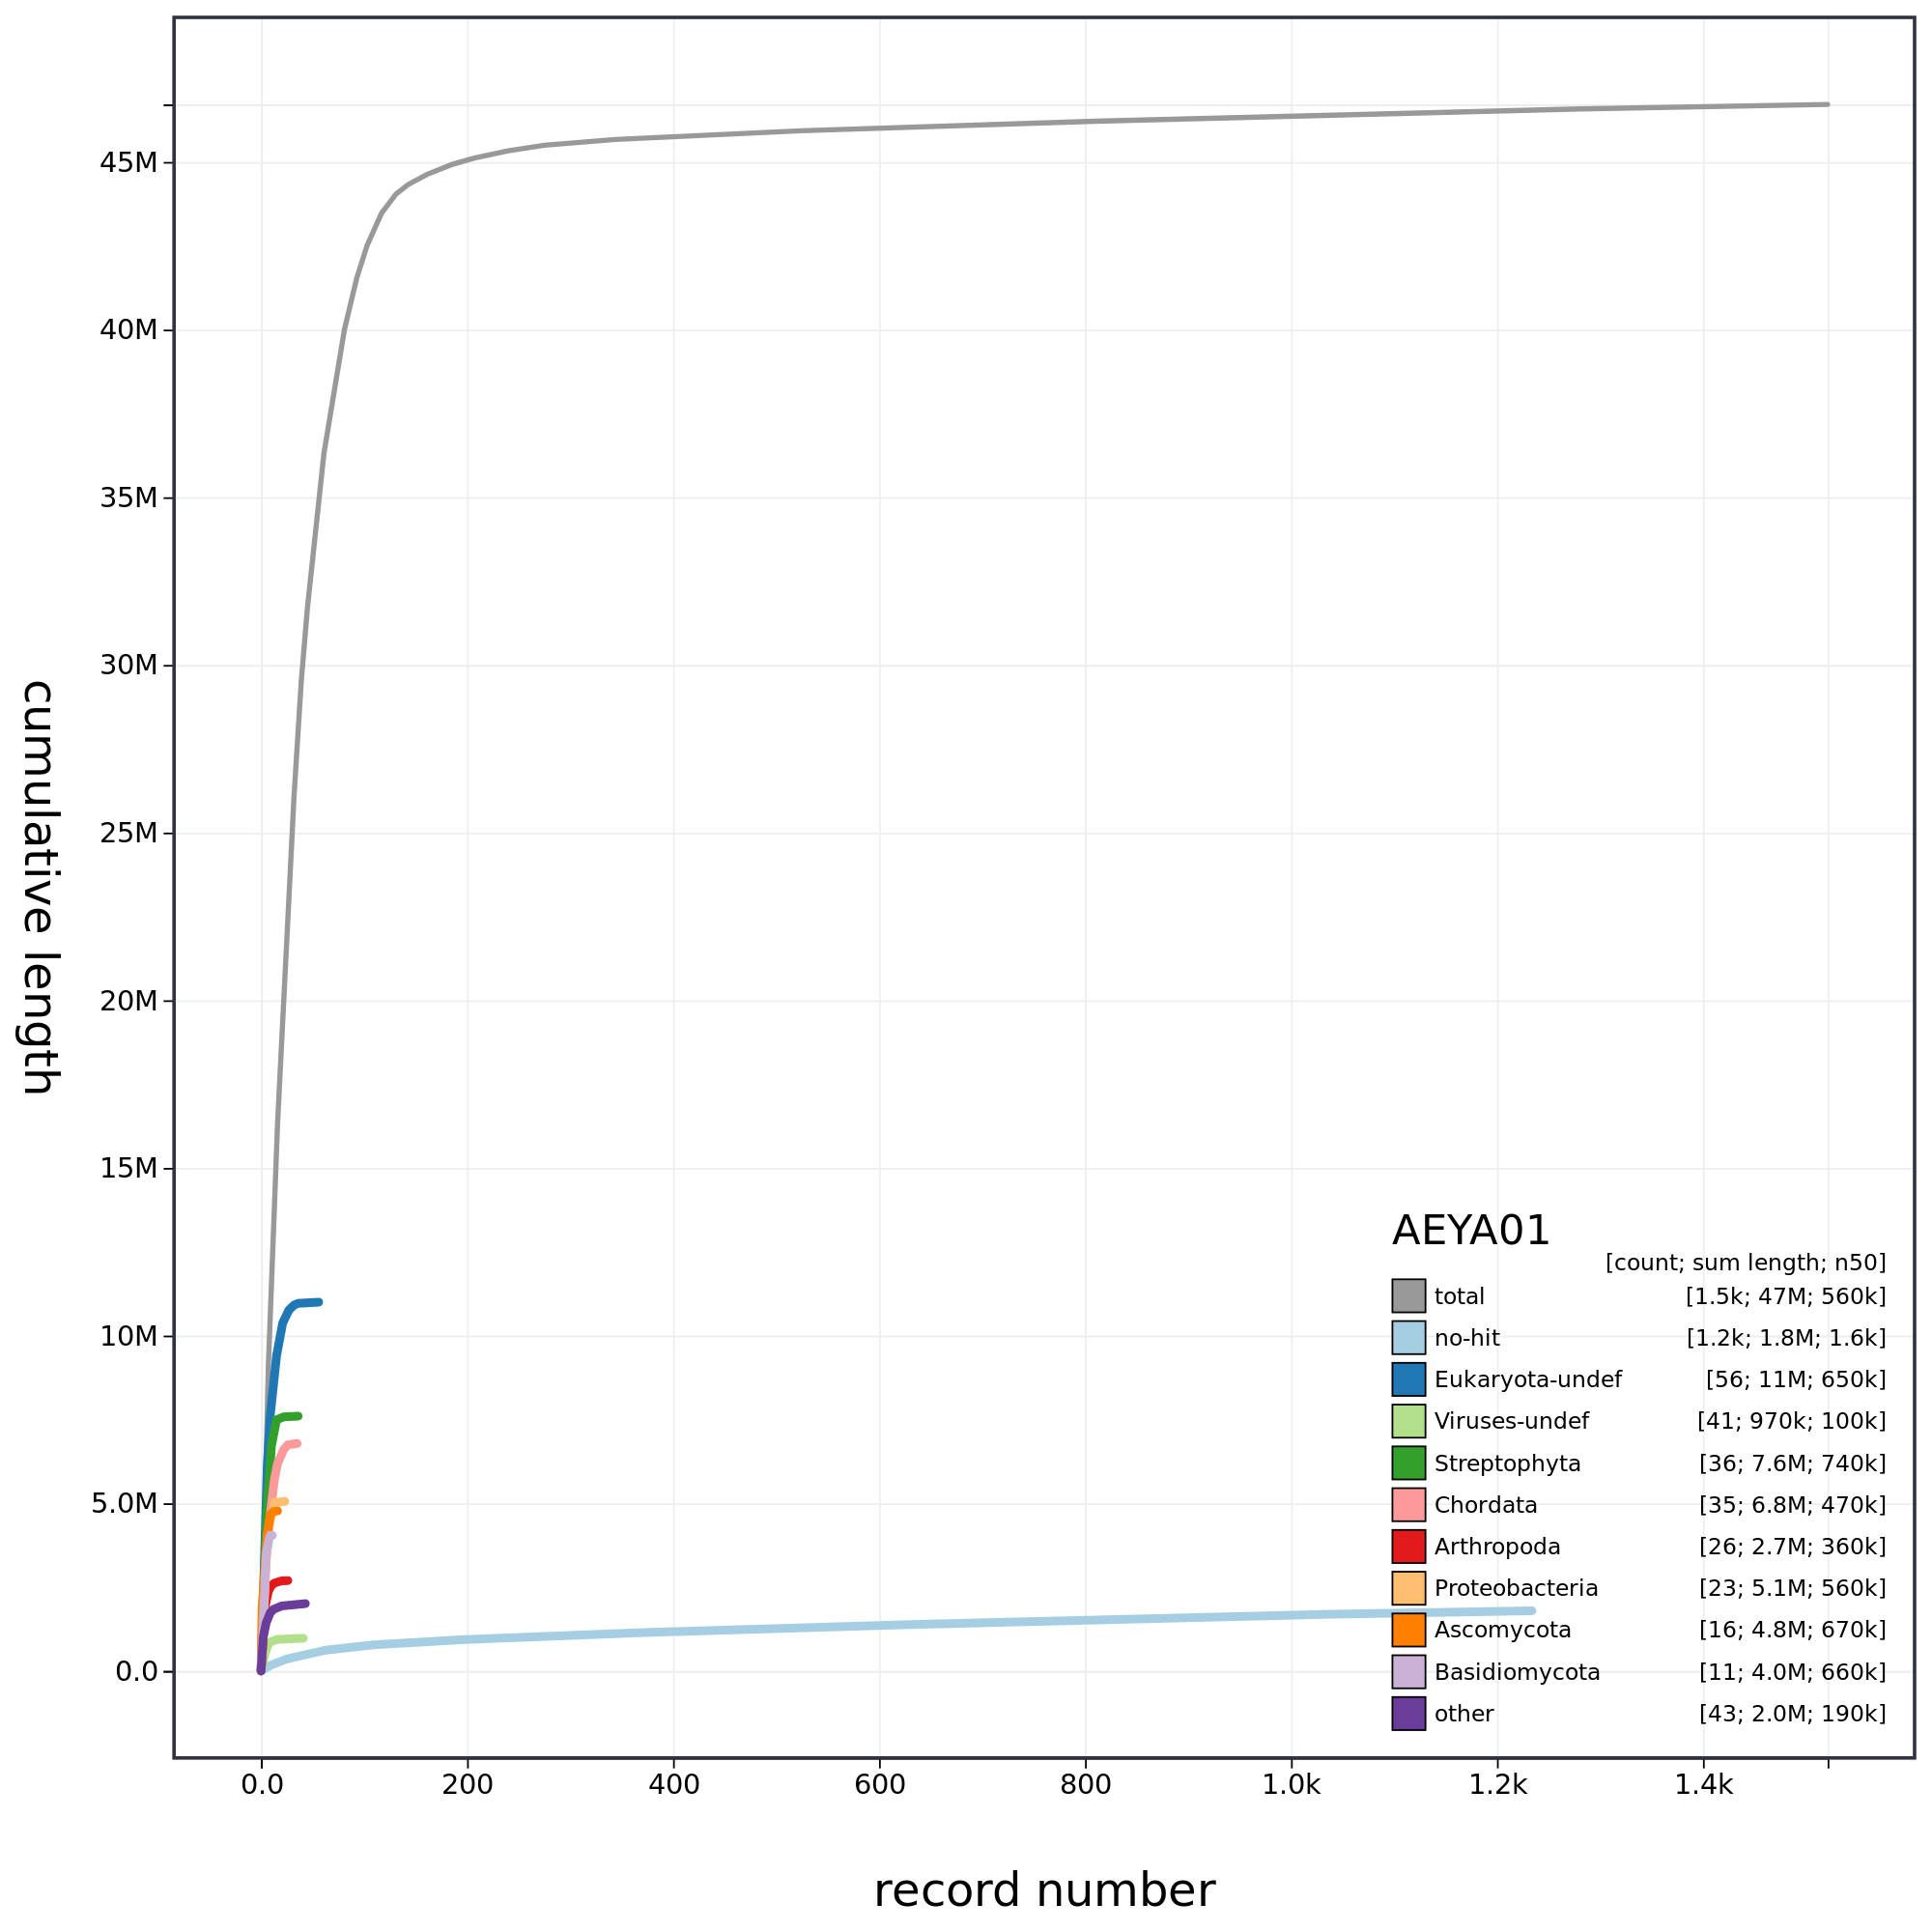 cumulative length
45M
40M
35M
30M
25M
20M
15M
10M
5.0M
0.0
AEYA01
[count; sum length; n50]
total [1.5k; 47M; 560k]
no-hit [1.2k; 1.8M; 1.6k]
Eukaryota-undef [56; 11M; 650k]
Viruses-undef [41; 970k; 100k]
Streptophyta [36; 7.6M; 740k]
Chordata [35; 6.8M; 470k]
Arthropoda [26; 2.7M; 360k]
Proteobacteria [23; 5.1M; 560k]
Ascomycota [16; 4.8M; 670k]
Basidiomycota [11; 4.0M; 660k]
other [43; 2.0M; 190k]
0.0 200 400 600 800 1.0k 1.2k 1.4k
record number